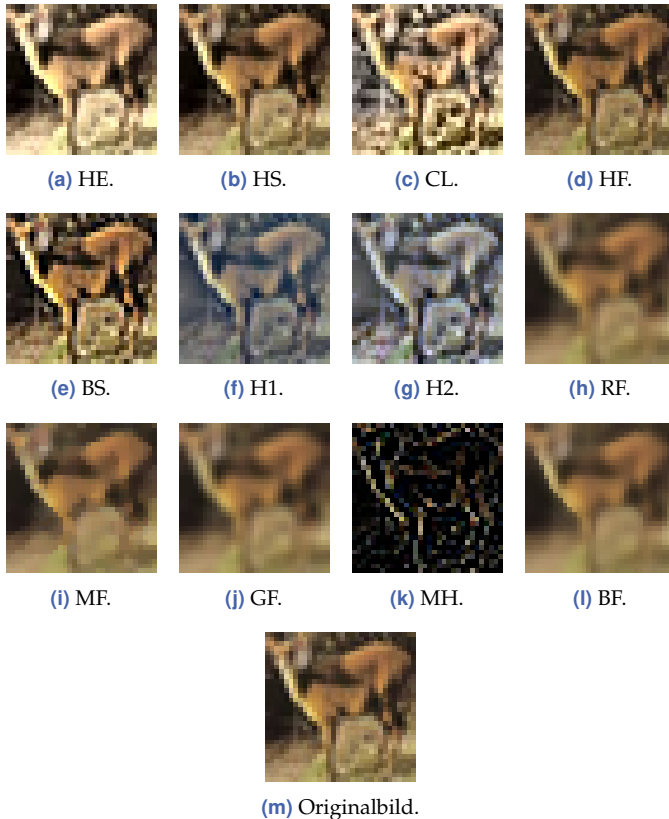 (a) HE.
(b) HS.
(c) CL.
(d) HF.
(e) BS.
(f) H1.
(g) H2.
(h) RF.
(i) MF.
(j) GF.
(k) MH.
(l) BF.
(m) Originalbild.